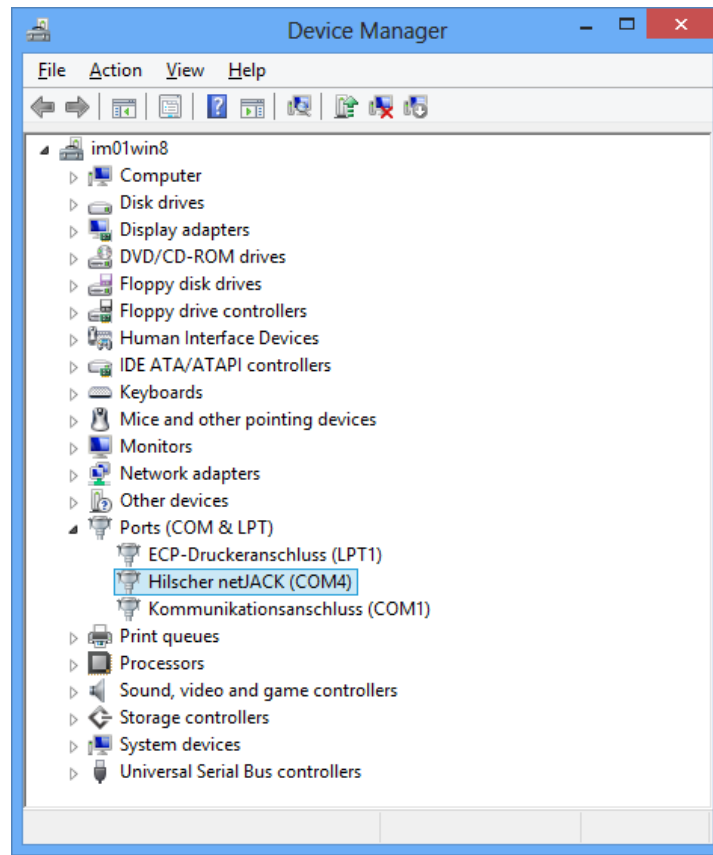 Device Manager
File Action View Help
im01win8
Computer
Disk drives
Display adapters
DVD/CD-ROM drives
Floppy disk drives
Floppy drive controllers
Human Interface Devices
IDE ATA/ATAPI controllers
Keyboards
Mice and other pointing devices
Monitors
Network adapters
Other devices
Ports (COM & LPT)
ECP-Druckeranschluss (LPT1)
Hilscher netJACK (COM4)
Kommunikationsanschluss (COM1)
Print queues
Processors
Sound, video and game controllers
Storage controllers
System devices
Universal Serial Bus controllers